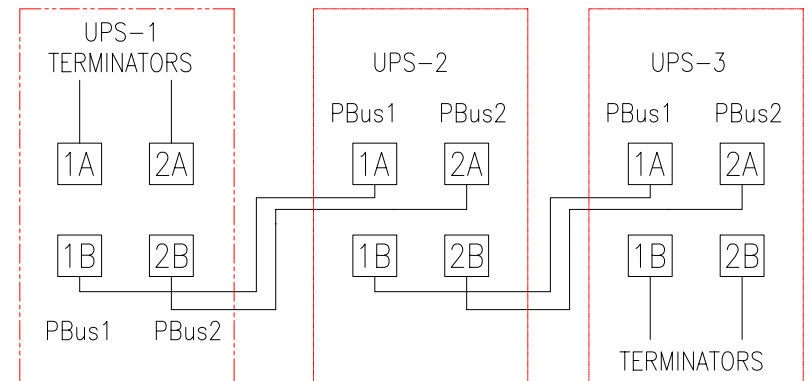 UPS-1
TERMINATORS
UPS-2
UPS-3
PBus1 PBus2
PBus1 PBus2
1A 2A
1A 2A
1A 2A
1B 2B
1B 2B
1B 2B
PBus1 PBus2
TERMINATORS